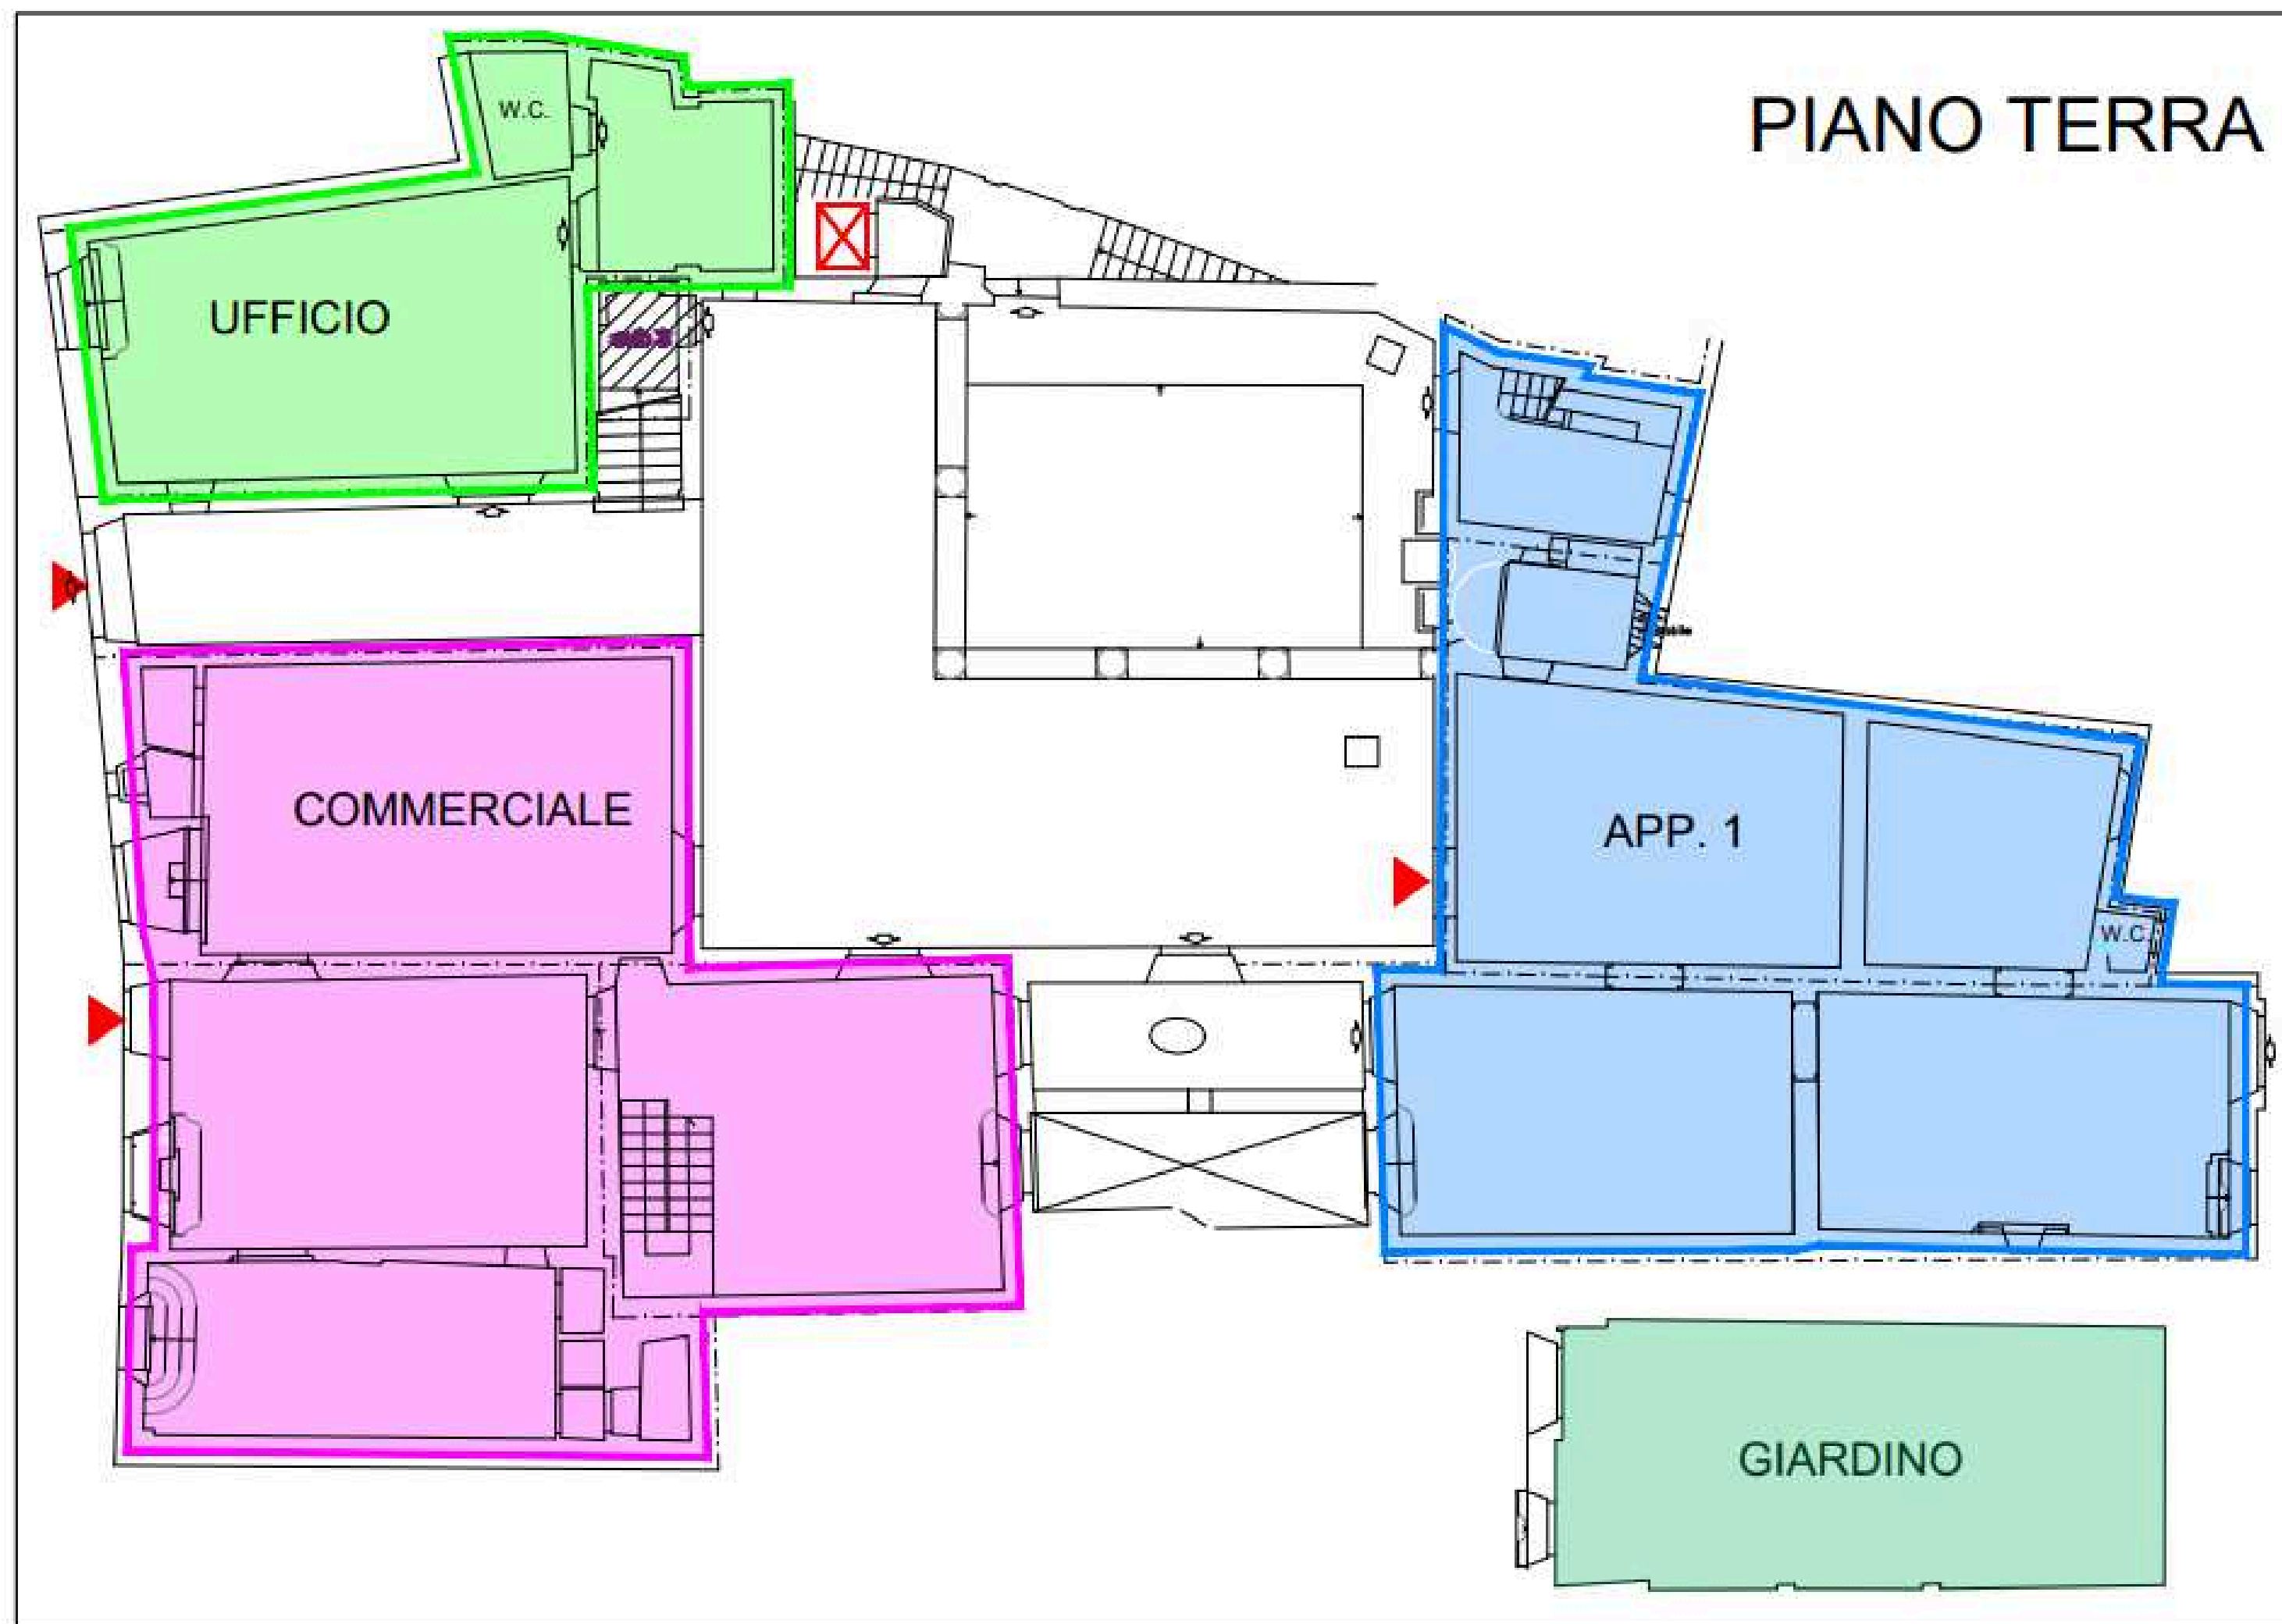 PIANO TERRA
W.C.
UFFICIO
COMMERCIALE
APP. 1
W.C.
GIARDINO